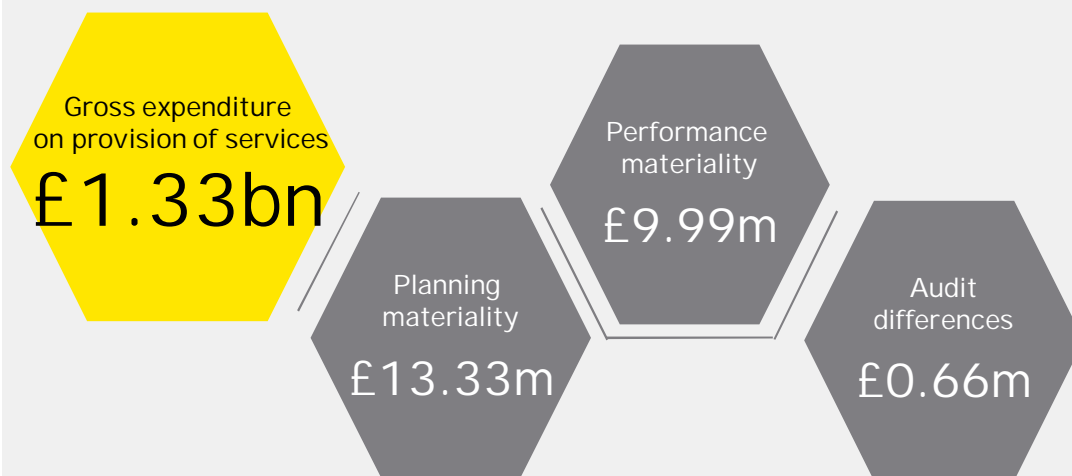 Gross expenditure
on provision of services
£1.33bn
Planning
materiality
£13.33m
Performance
materiality
£9.99m
Audit
differences
£0.66m